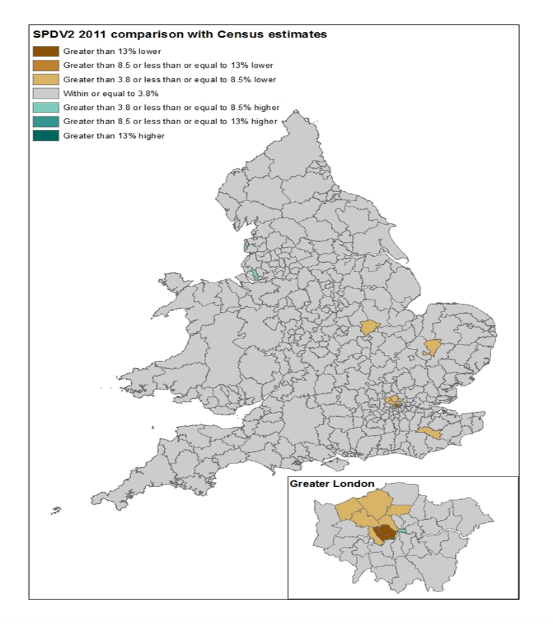 SPDV2 2011 comparison with Census estimates
Greater than 13% lower
Greater than 8.5 or less than or equal to 13% lower
Greater than 3.8 or less than or equal to 8.5% lower
Within or equal to 3.8%
Greater than 3.8 or less than or equal to 8.5% higher
Greater than 8.5 or less than or equal to 13% higher
Greater than 13% higher
Greater London